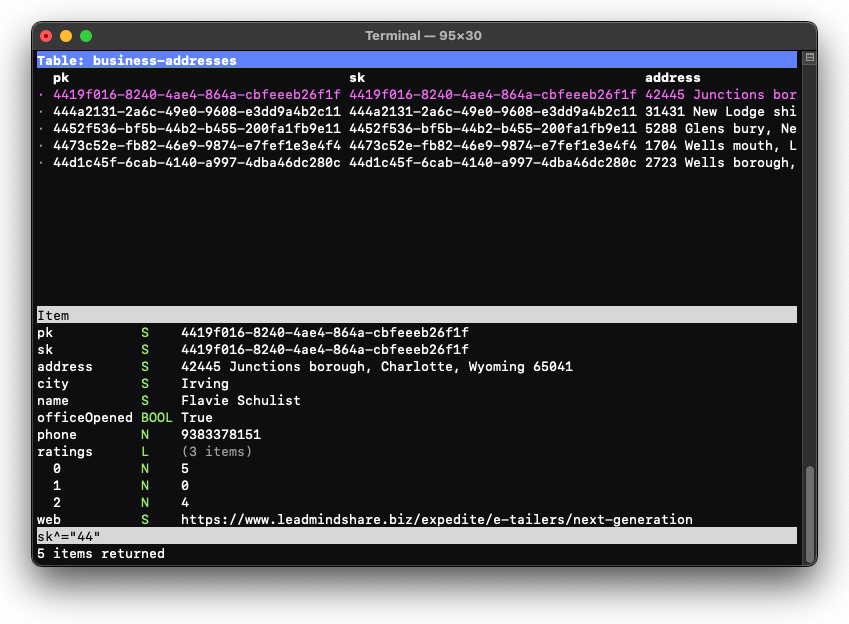 Terminal — 95×30
Table: business-addresses
pk sk address
· 4419f016-8240-4ae4-864a-cbfeeeb26f1f 4419f016-8240-4ae4-864a-cbfeeeb26f1f 42445 Junctions bor
· 444a2131-2a6c-49e0-9608-e3dd9a4b2c11 444a2131-2a6c-49e0-9608-e3dd9a4b2c11 31431 New Lodge shi
· 4452f536-bf5b-44b2-b455-200fa1fb9e11 4452f536-bf5b-44b2-b455-200fa1fb9e11 5288 Glens bury, Ne
· 4473c52e-fb82-46e9-9874-e7fef1e3e4f4 4473c52e-fb82-46e9-9874-e7fef1e3e4f4 1704 Wells mouth, L
· 44d1c45f-6cab-4140-a997-4dba46dc280c 44d1c45f-6cab-4140-a997-4dba46dc280c 2723 Wells borough,
Item
pk S 4419f016-8240-4ae4-864a-cbfeeeb26f1f
sk S 4419f016-8240-4ae4-864a-cbfeeeb26f1f
address S 42445 Junctions borough, Charlotte, Wyoming 65041
city S Irving
name S Flavie Schulist
officeOpened BOOL True
phone N 9383378151
ratings L (3 items)
0 N 5
1 N 0
2 N 4
web S https://www.leadmindshare.biz/expedite/e-tailers/next-generation
sk^="44"
5 items returned